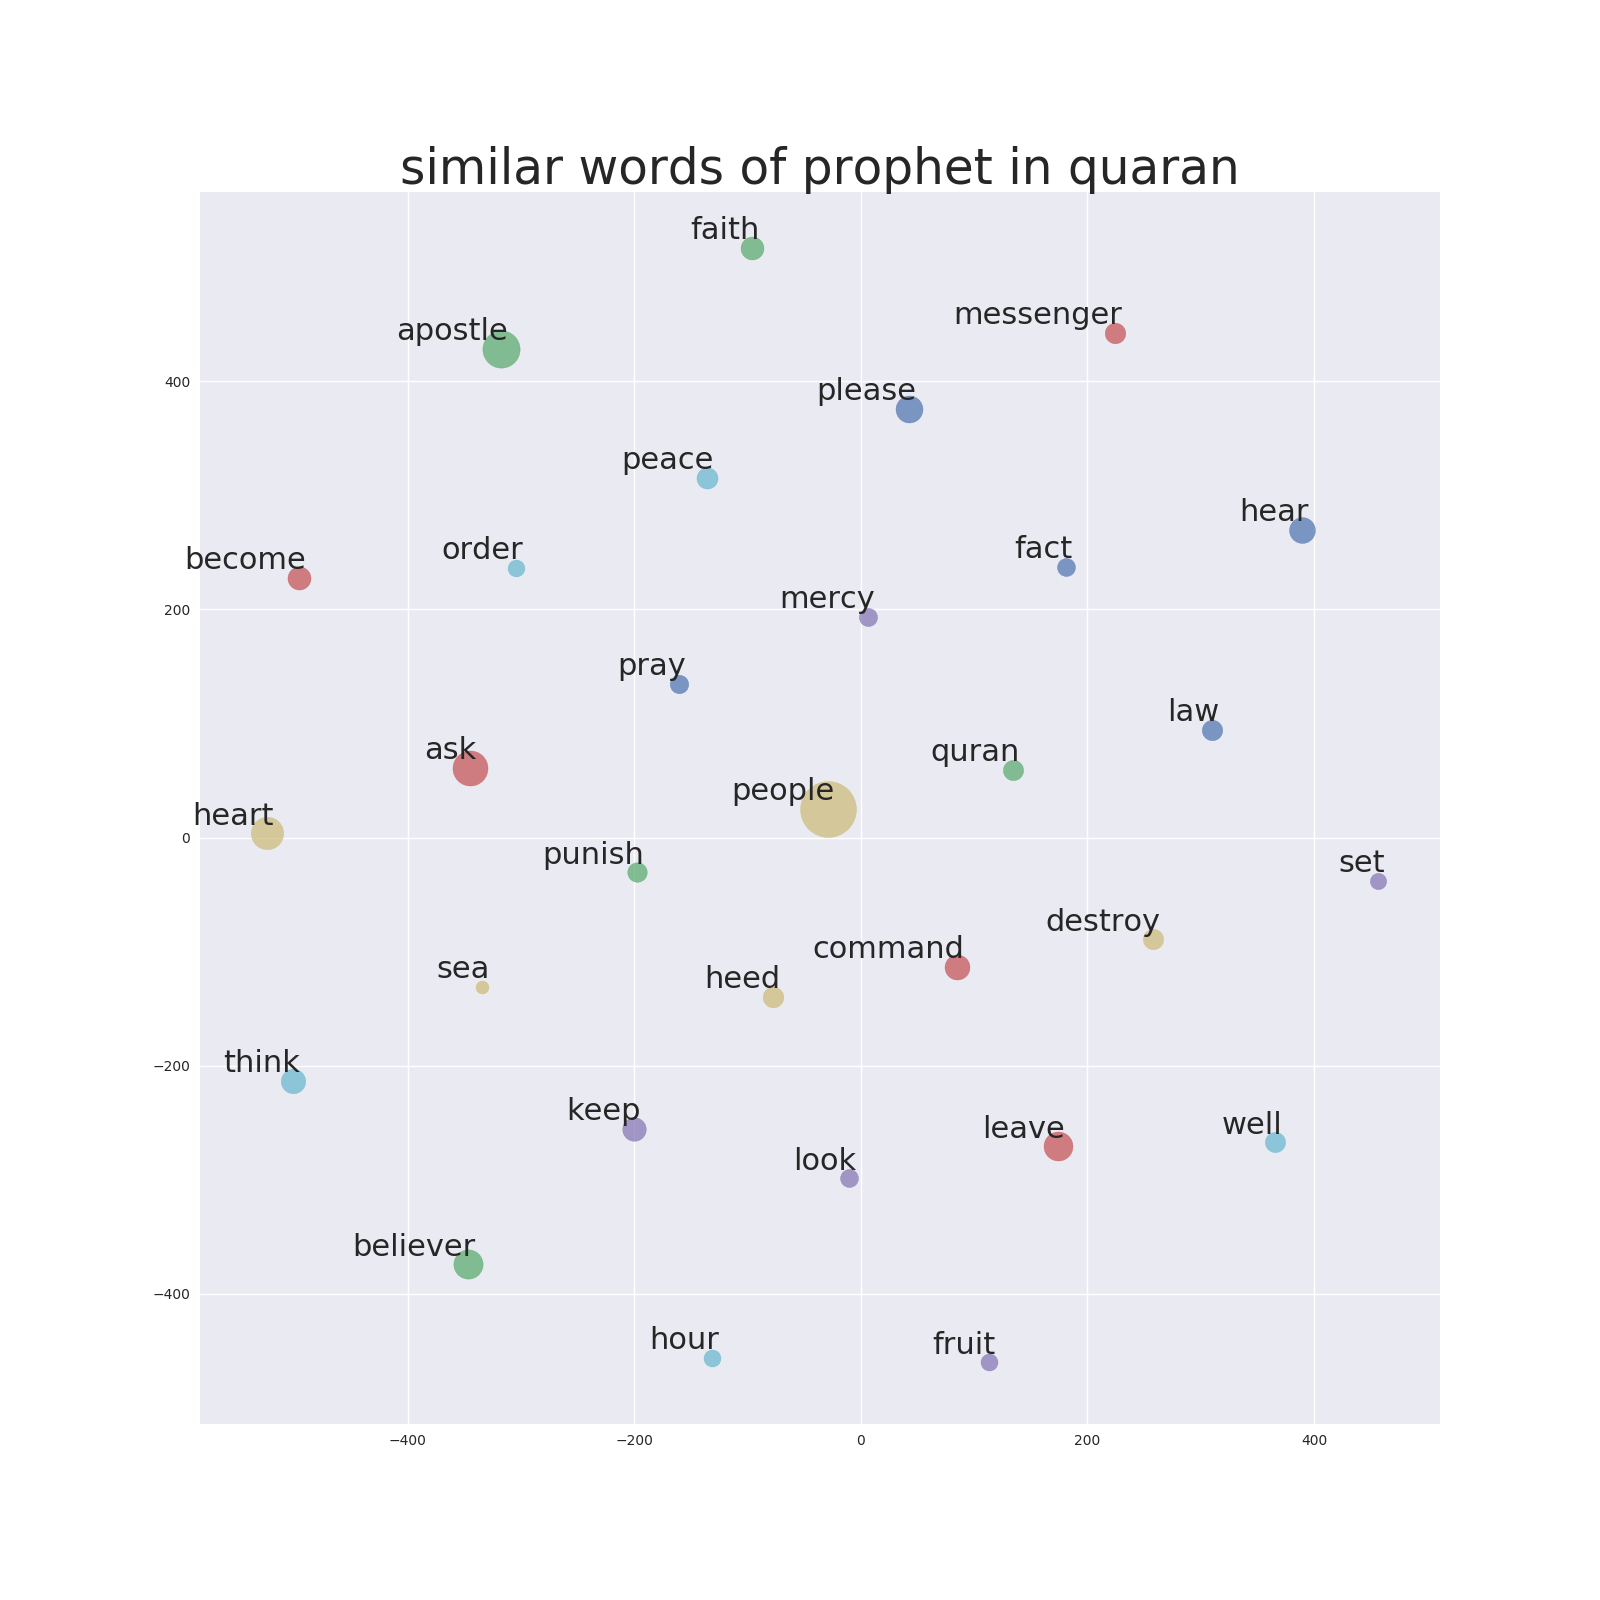 similar words of prophet in quaran
faith
messenger
apostle
400
please
peace
hear
fact
order
become
mercy
200
pray
law
ask
quran
people
heart
0
punish
set
destroy
command
sea
heed
think
−200
keep
well
leave
look
believer
−400
hour
fruit
−400 −200 0 200 400